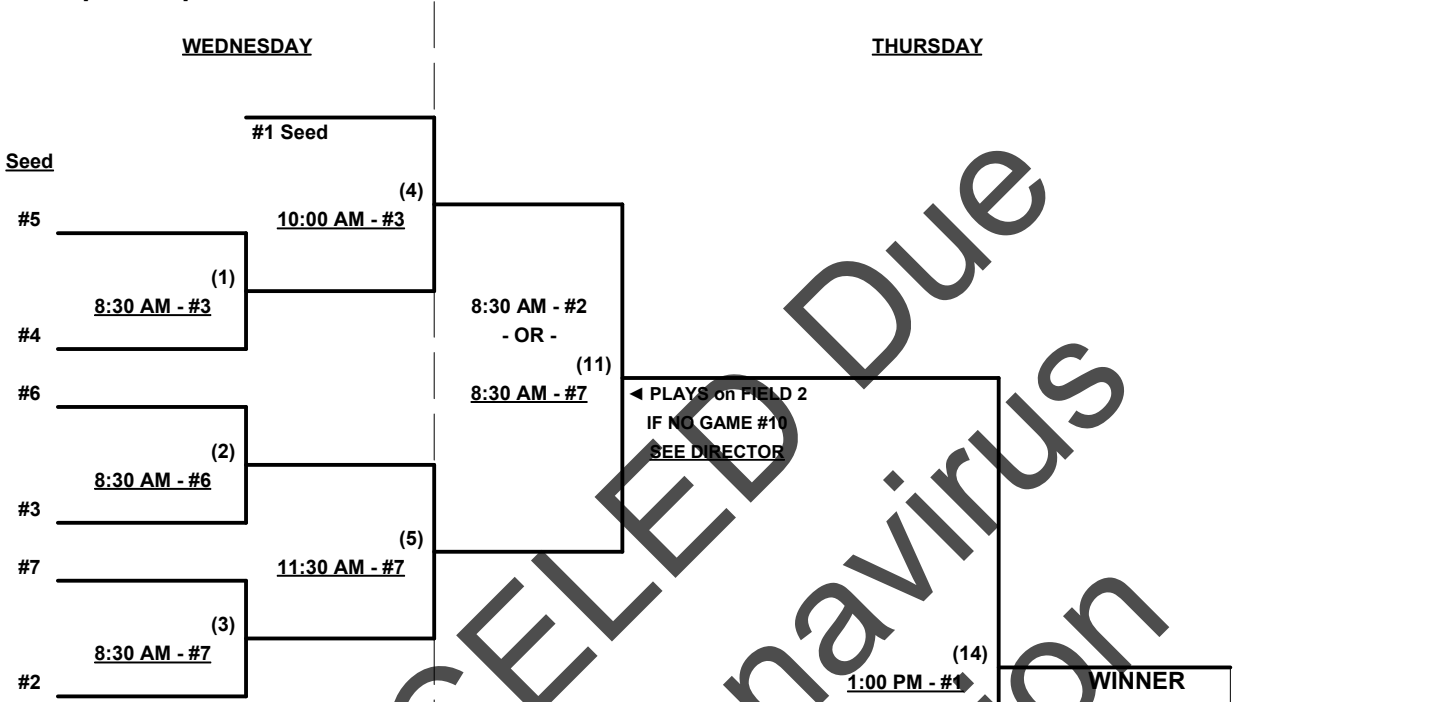 WEDNESDAY
THURSDAY
#1 Seed
Seed
(4)
#5
10:00 AM - #3
(1)
8:30 AM - #3
8:30 AM - #2
#4
- OR -
(11)
#6
8:30 AM - #7
◄ PLAYS on FIELD 2
IF NO GAME #10
(2)
SEE DIRECTOR
8:30 AM - #6
#3
(5)
#7
11:30 AM - #7
(3)
8:30 AM - #7
(14)
#2
1:00 PM - #1
WINNER
CELED Due
navirus
ion